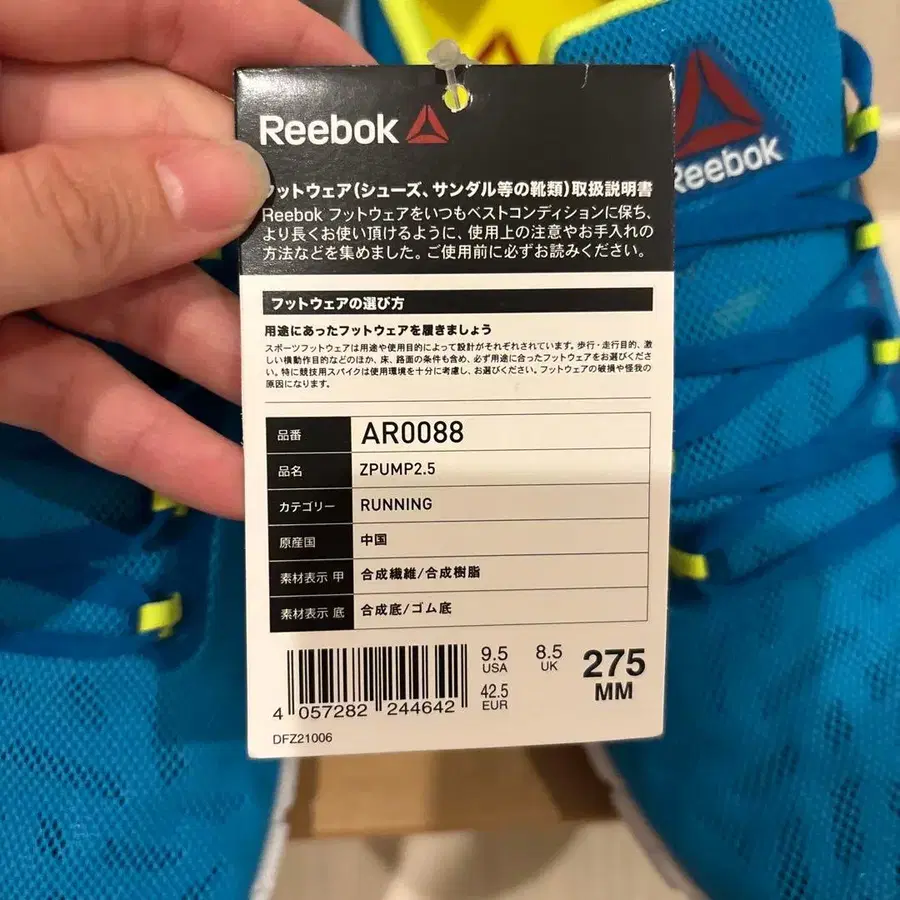 Reebok
Reebok
フットウェア(シューズ、サンダル等の靴類)取扱説明書
Reebok フットウェアをいつもベストコンディションに保ち、
より長くお使い頂けるように、使用上の注意やお手入れの
方法などを集めました。ご使用前に必ずお読みください。
フットウェアの選び方
用途にあったフットウェアを履きましょう
スポーツフットウェアは用途や使用目的によって設計がそれぞれされています。歩行・走行目的、激
しい横動作目的などのほか、床、路面の条件も含め、必ず用途に合ったフットウェアをお選びくださ
い。特に競技用スパイクは使用環境を十分に考慮し、お選びください。フットウェアの破損や怪我の
原因になります。
品番 AR0088
品名 ZPUMP2.5
カテゴリー RUNNING
原産国 中国
素材表示 甲 合成繊維/合成樹脂
素材表示 底 合成底/ゴム底
9.5 USA 8.5 UK 275 MM
42.5 EUR
4 057282 244642
DFZ21006